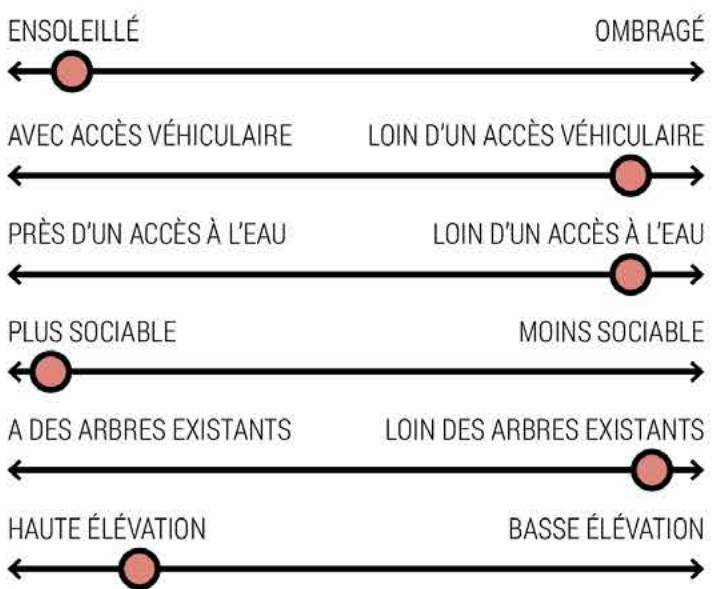 ENSOLEILLÉ OMBRAGÉ
AVEC ACCÈS VÉHICULAIRE LOIN D'UN ACCÈS VÉHICULAIRE
PRÈS D'UN ACCÈS À L'EAU LOIN D'UN ACCÈS À L'EAU
PLUS SOCIABLE MOINS SOCIABLE
A DES ARBRES EXISTANTS LOIN DES ARBRES EXISTANTS
HAUTE ÉLÉVATION BASSE ÉLÉVATION